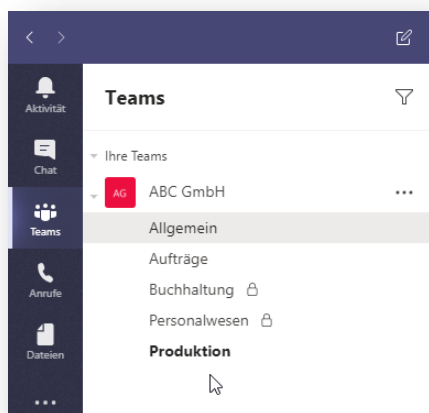 Aktivität
Chat
Teams
Anrufe
Dateien
Teams
Ihre Teams
AG ABC GmbH
Allgemein
Aufträge
Buchhaltung
Personalwesen
Produktion